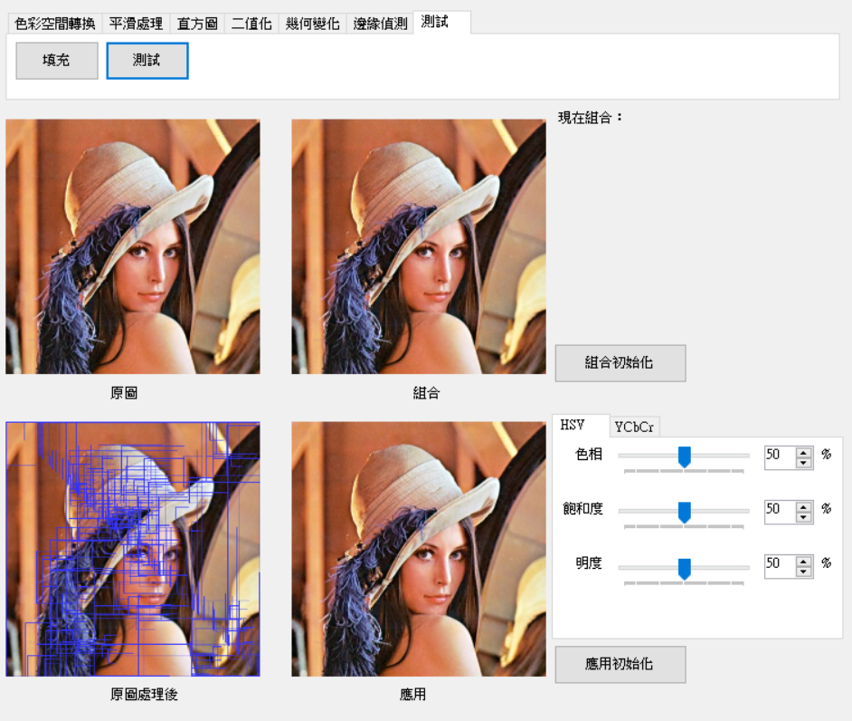 色彩空間轉換 平滑處理 直方圖 二值化 幾何變化 邊緣偵測 測試
填充 測試
現在組合：
組合初始化
原圖 組合
HSV YCbCr
色相 50 %
飽和度 50 %
明度 50 %
應用初始化
原圖處理後 應用